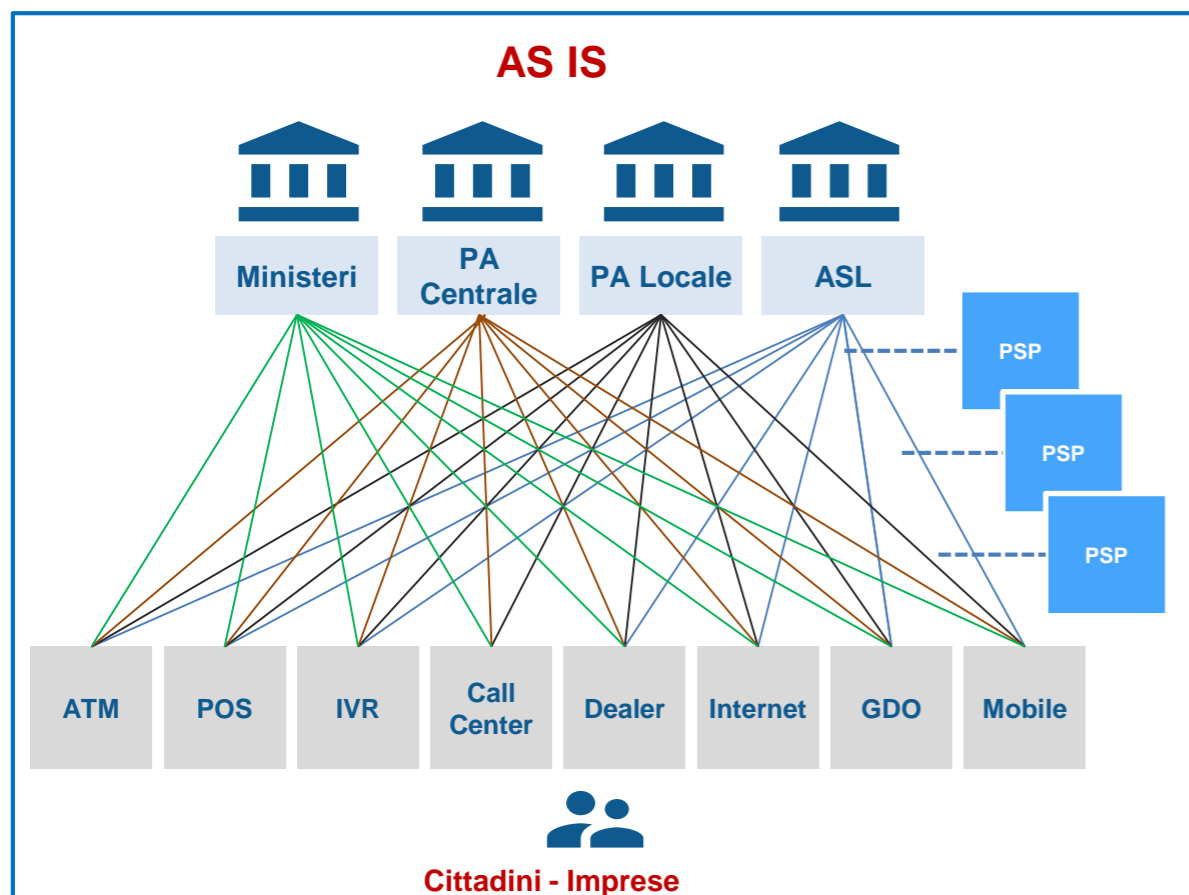 AS IS
Ministeri
PA
Centrale
PA Locale
ASL
PSP
PSP
PSP
ATM
POS
IVR
Call
Center
Dealer
Internet
GDO
Mobile
Cittadini - Imprese